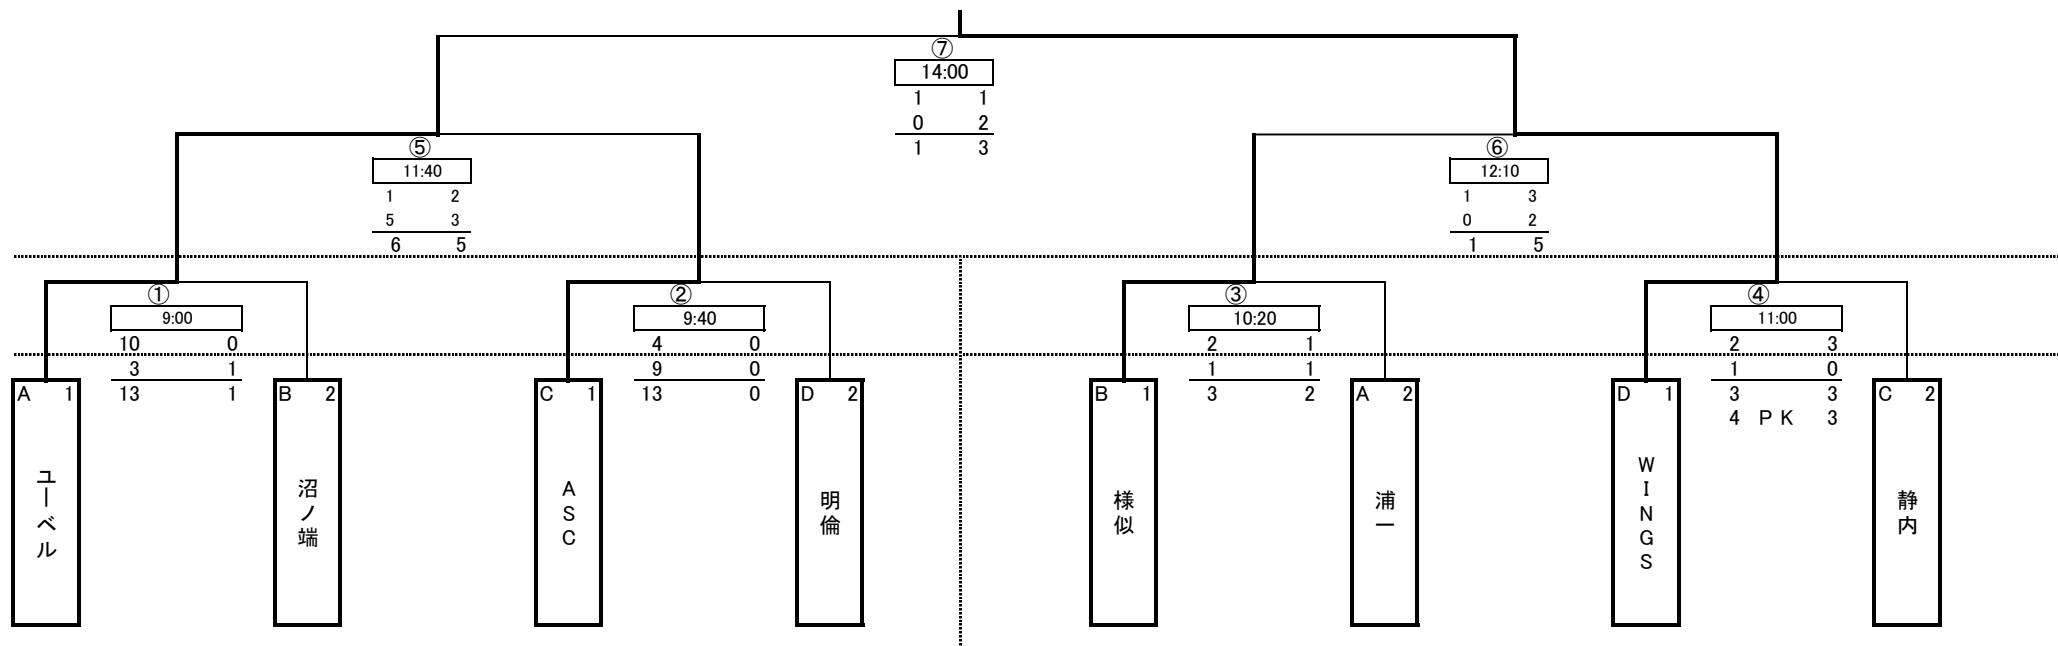 ⑦
14:00
1 1
0 2
1 3
⑤
11:40
1 2
5 3
6 5
⑥
12:10
1 3
0 2
1 5
①
9:00
10 0
3 1
13 1
②
9:40
4 0
9 0
13 0
③
10:20
2 1
1 1
3 2
④
11:00
2 3
1 0
3 3
4 PK 3
A 1
ユーベル
B 2
沼ノ端
C 1
ASC
D 2
明倫
B 1
様似
A 2
浦一
D 1
WINGS
C 2
静内